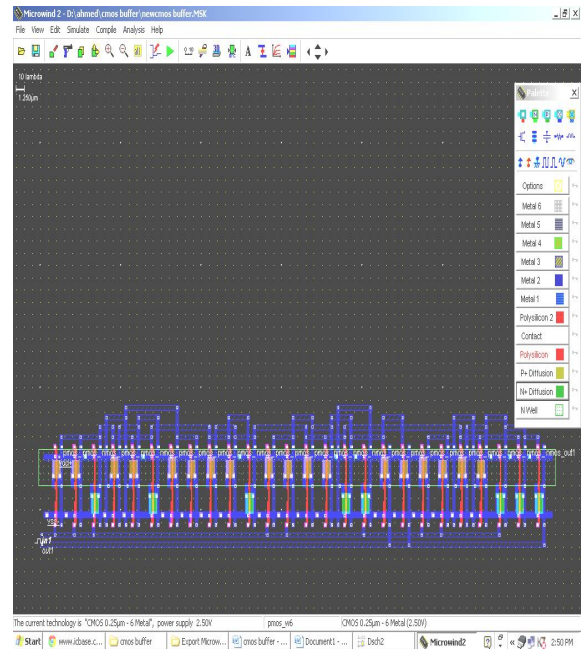 Microwind 2 - D:\ahmed\cmos buffer\newcmos buffer.MSK
File View Edit Simulate Compile Analysis Help
10 lambda
1.250µm
Palette
Options
Metal 6
Metal 5
Metal 4
Metal 3
Metal 2
Metal 1
Polysilicon 2
Contact
Polysilicon
P+ Diffusion
N+ Diffusion
N Well
nmos_out1
out1
The current technology is "CMOS 0.25µm - 6 Metal", power supply 2.50V
pmos_w6
CMOS 0.25µm - 6 Metal (2.50V)
Start
www.icbase.c...
cmos buffer
Export Microw...
cmos buffer - ...
Document1 - ...
Dsch2
Microwind2
2:50 PM